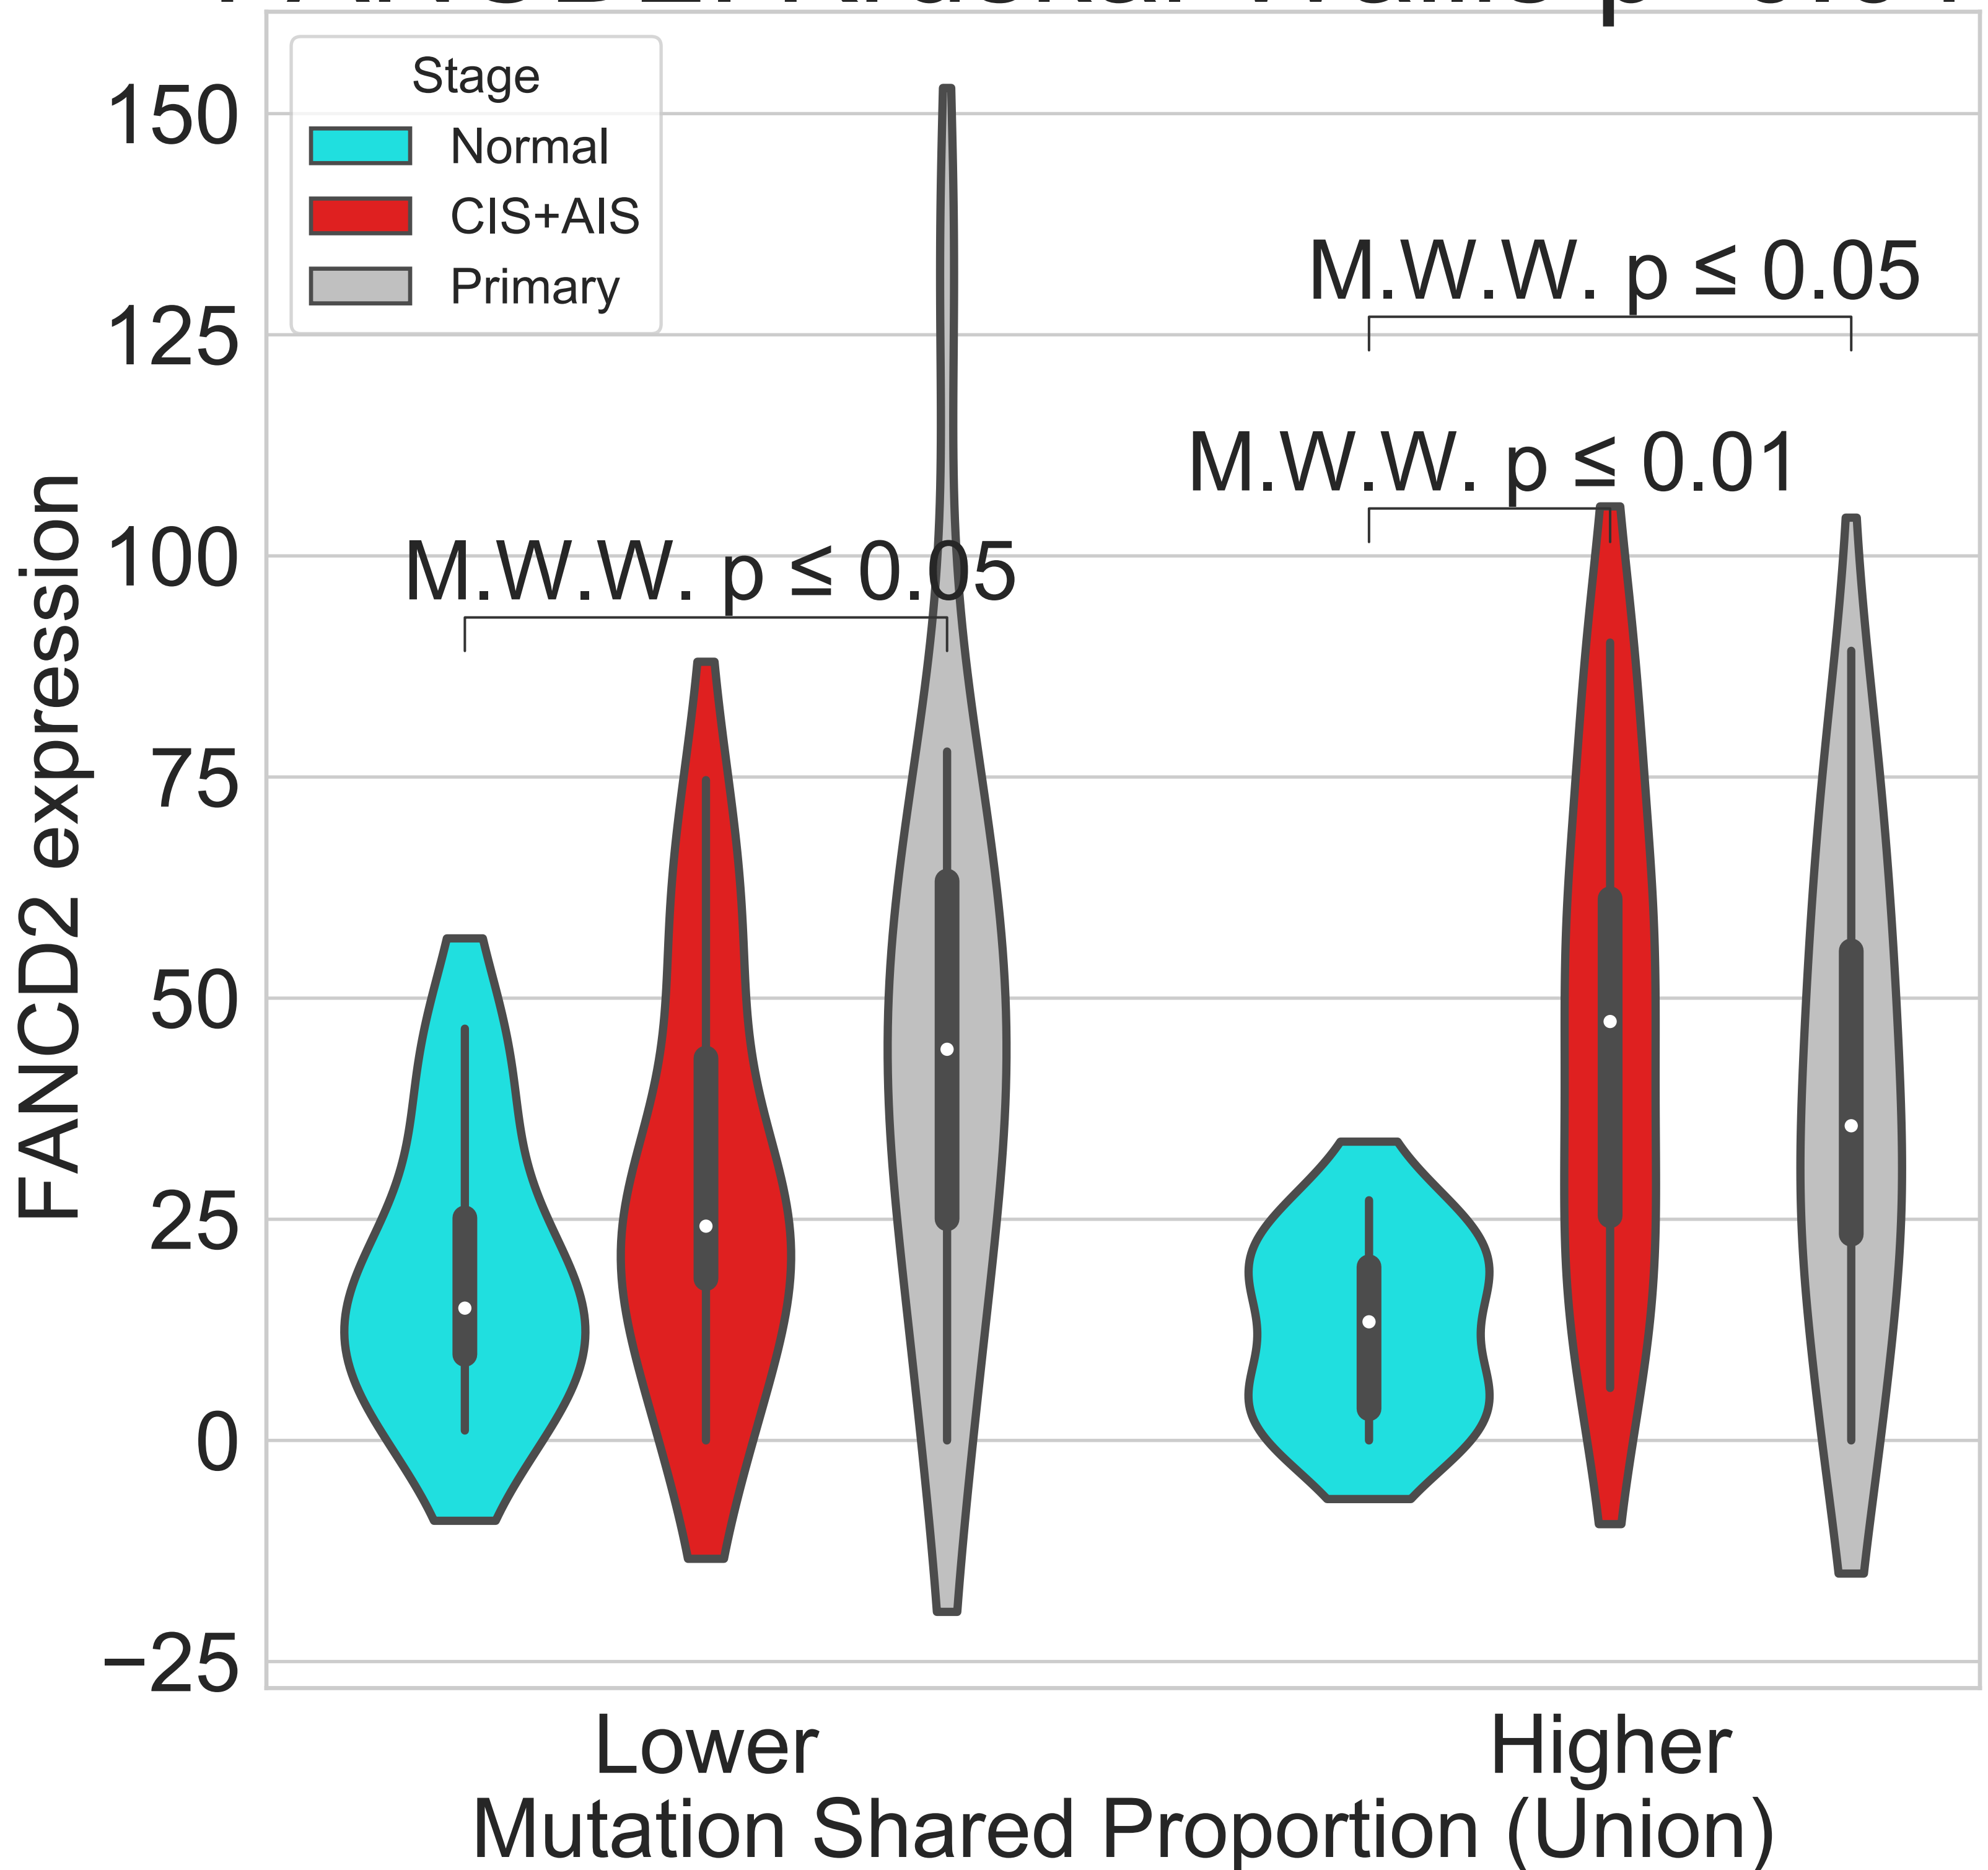 Stage
Normal
CIS+AIS
Primary
150
125
100
75
50
25
0
−25
FANCD2 expression
M.W.W. p ≤ 0.05
M.W.W. p ≤ 0.01
M.W.W. p ≤ 0.05
Lower
Higher
Mutation Shared Proportion (Union)